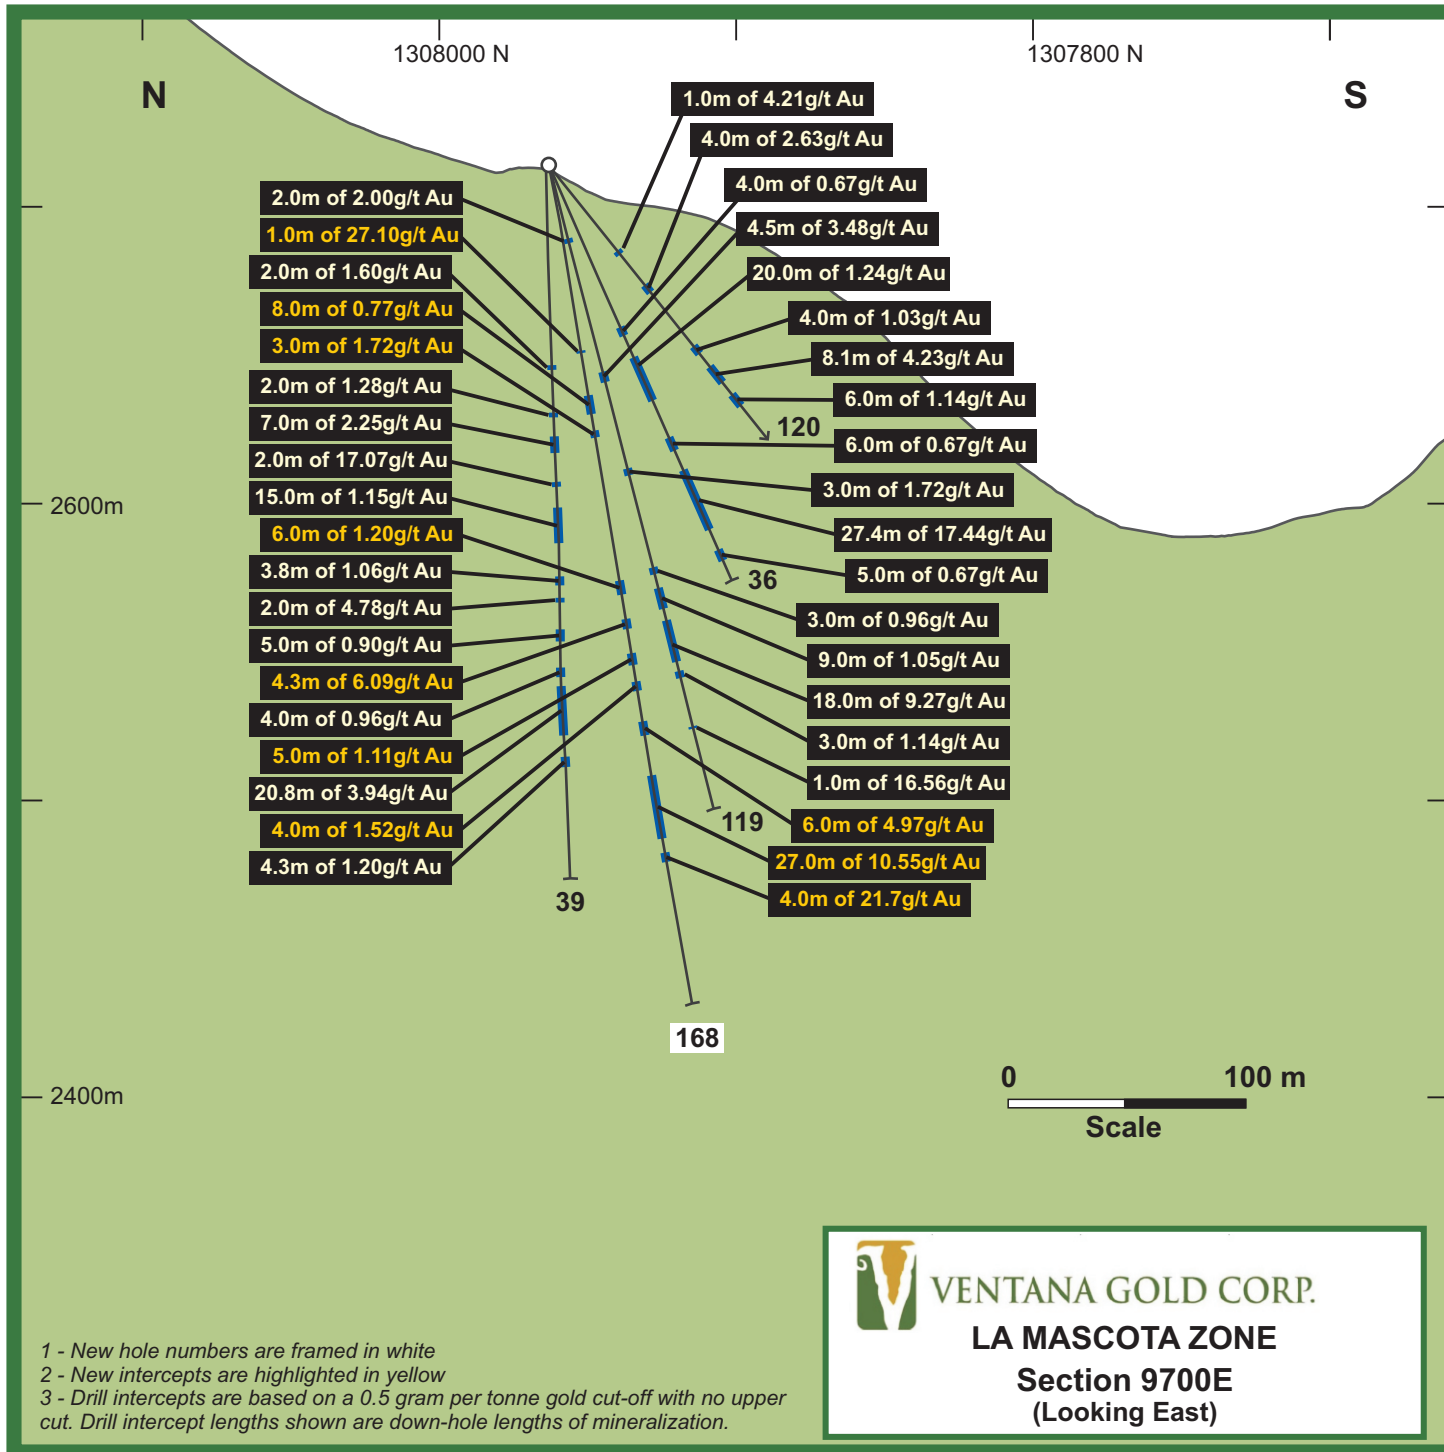 1308000 N
1307800 N
N
S
1.0m of 4.21g/t Au
4.0m of 2.63g/t Au
4.0m of 0.67g/t Au
4.5m of 3.48g/t Au
20.0m of 1.24g/t Au
4.0m of 1.03g/t Au
8.1m of 4.23g/t Au
6.0m of 1.14g/t Au
120
6.0m of 0.67g/t Au
3.0m of 1.72g/t Au
27.4m of 17.44g/t Au
5.0m of 0.67g/t Au
36
3.0m of 0.96g/t Au
9.0m of 1.05g/t Au
18.0m of 9.27g/t Au
3.0m of 1.14g/t Au
1.0m of 16.56g/t Au
119
6.0m of 4.97g/t Au
27.0m of 10.55g/t Au
4.0m of 21.7g/t Au
2.0m of 2.00g/t Au
1.0m of 27.10g/t Au
2.0m of 1.60g/t Au
8.0m of 0.77g/t Au
3.0m of 1.72g/t Au
2.0m of 1.28g/t Au
7.0m of 2.25g/t Au
2.0m of 17.07g/t Au
15.0m of 1.15g/t Au
6.0m of 1.20g/t Au
3.8m of 1.06g/t Au
2.0m of 4.78g/t Au
5.0m of 0.90g/t Au
4.3m of 6.09g/t Au
4.0m of 0.96g/t Au
5.0m of 1.11g/t Au
20.8m of 3.94g/t Au
4.0m of 1.52g/t Au
4.3m of 1.20g/t Au
39
168
2600m
2400m
0 100 m
Scale
VENTANA GOLD CORP.
LA MASCOTA ZONE
Section 9700E
(Looking East)
1 - New hole numbers are framed in white
2 - New intercepts are highlighted in yellow
3 - Drill intercepts are based on a 0.5 gram per tonne gold cut-off with no upper
cut. Drill intercept lengths shown are down-hole lengths of mineralization.